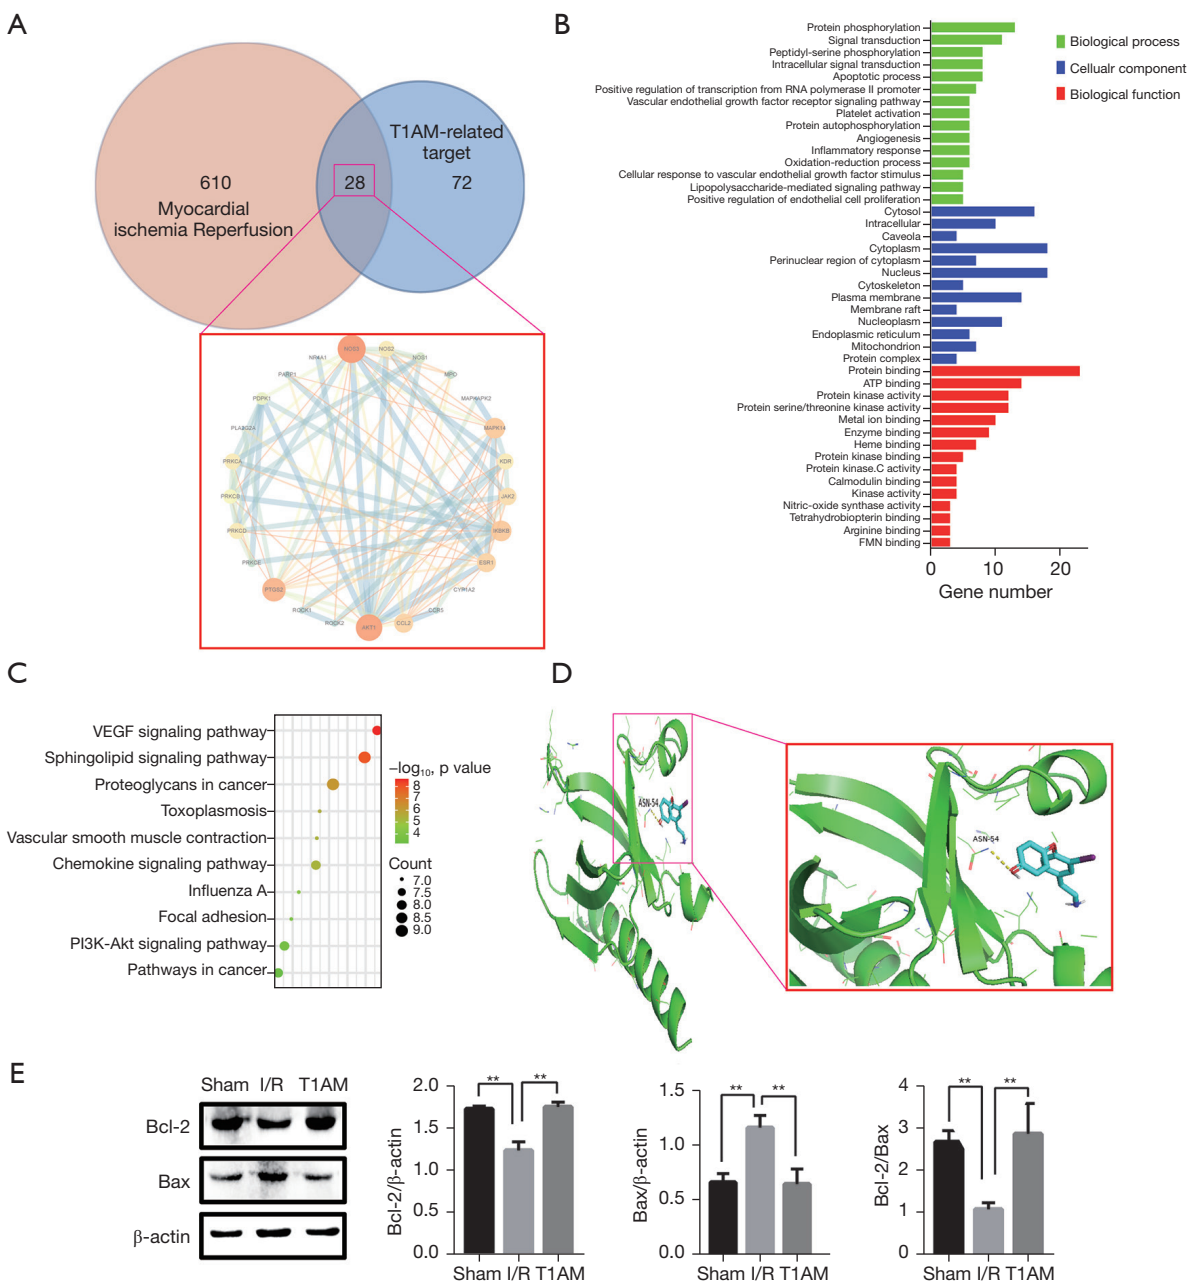 A
T1AM-related
target
610
28
72
Myocardial
ischemia Reperfusion
NOS3
NOS2
NOS1
NR4A1
MPO
PARP1
MAPKAPK2
PDPK1
MAPK14
PLA2G2A
PRKCA
KDR
PRKCB
JAK2
PRKCD
IKBKB
PRKCE
ESR1
PTGS2
CYP1A2
ROCK1
CCR5
ROCK2
AKT1
CCL2
B
Protein phosphorylation
Signal transduction
Peptidyl-serine phosphorylation
Intracellular signal transduction
Apoptotic process
Positive regulation of transcription from RNA polymerase II promoter
Vascular endothelial growth factor receptor signaling pathway
Platelet activation
Protein autophosphorylation
Angiogenesis
Inflammatory response
Oxidation-reduction process
Cellular response to vascular endothelial growth factor stimulus
Lipopolysaccharide-mediated signaling pathway
Positive regulation of endothelial cell proliferation
Cytosol
Intracellular
Caveola
Cytoplasm
Perinuclear region of cytoplasm
Nucleus
Cytoskeleton
Plasma membrane
Membrane raft
Nucleoplasm
Endoplasmic reticulum
Mitochondrion
Protein complex
Protein binding
ATP binding
Protein kinase activity
Protein serine/threonine kinase activity
Metal ion binding
Enzyme binding
Heme binding
Protein kinase binding
Protein kinase.C activity
Calmodulin binding
Kinase activity
Nitric-oxide synthase activity
Tetrahydrobiopterin binding
Arginine binding
FMN binding
0 10 20
Gene number
Biological process
Cellualr component
Biological function
C
VEGF signaling pathway
Sphingolipid signaling pathway
Proteoglycans in cancer
Toxoplasmosis
Vascular smooth muscle contraction
Chemokine signaling pathway
Influenza A
Focal adhesion
PI3K-Akt signaling pathway
Pathways in cancer
–log₁₀, p value
8
7
6
5
4
Count
7.0
7.5
8.0
8.5
9.0
D
ASN-54
ASN-54
E
Sham I/R T1AM
Bcl-2
Bax
β-actin
Bcl-2/β-actin
2.0
1.5
1.0
0.5
0.0
** **
Sham I/R T1AM
Bax/β-actin
1.5
1.0
0.5
0.0
** **
Sham I/R T1AM
Bcl-2/Bax
4
3
2
1
0
** **
Sham I/R T1AM